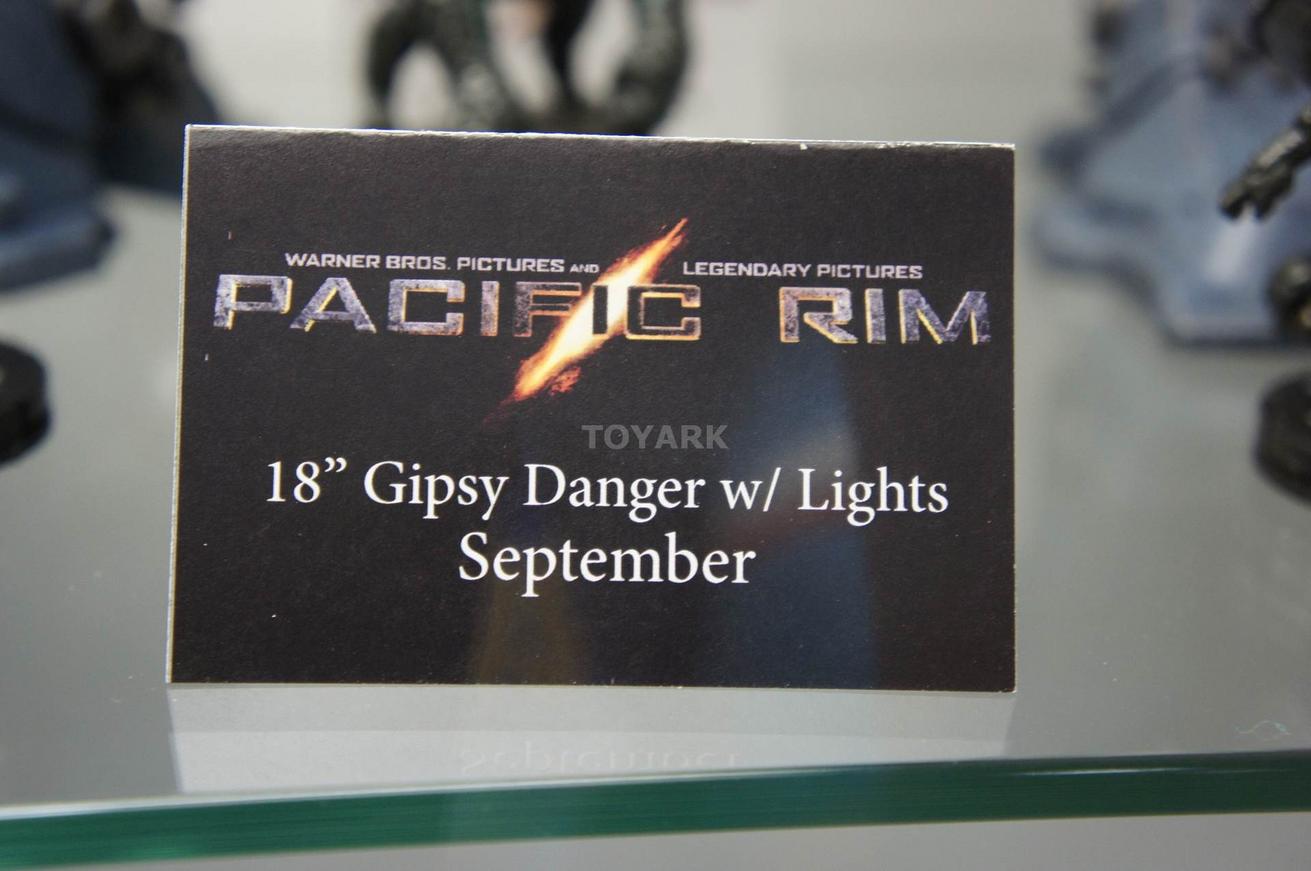 WARNER BROS. PICTURES AND LEGENDARY PICTURES
PACIFIC RIM
TOYARK
18” Gipsy Danger w/ Lights
September